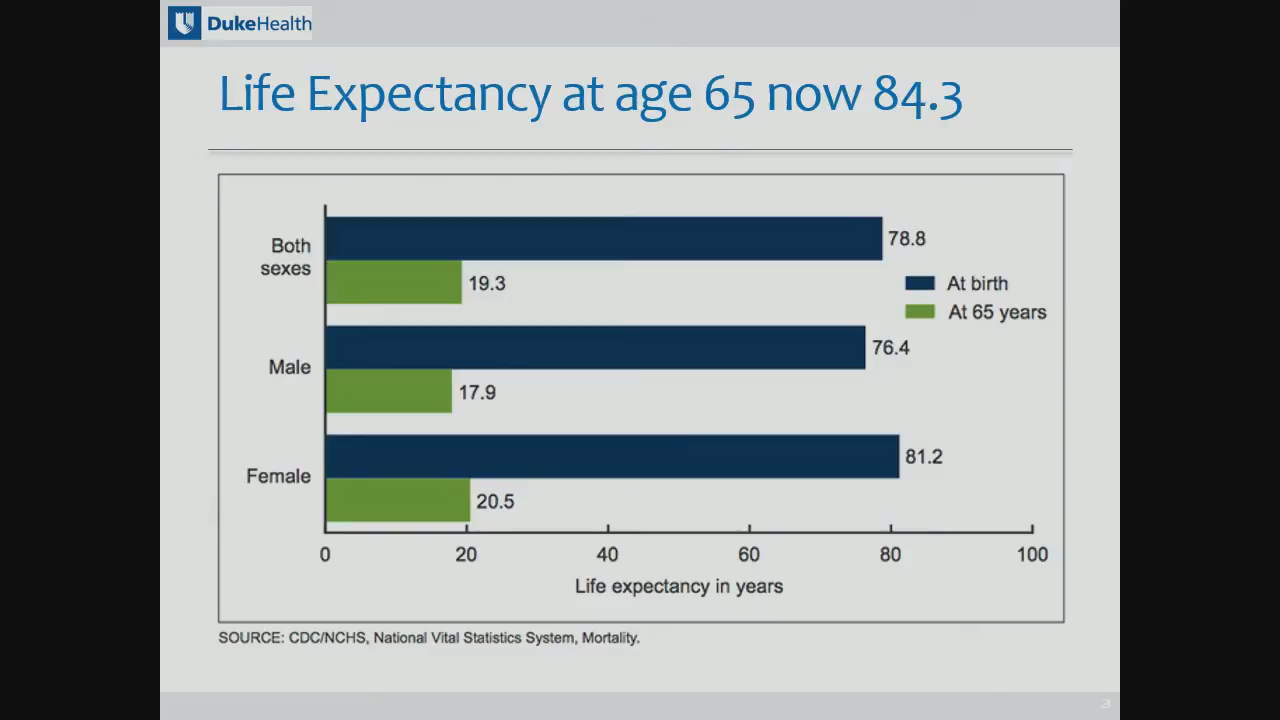 DukeHealth
Life Expectancy at age 65 now 84.3
Both
sexes
78.8
19.3
At birth
At 65 years
Male
76.4
17.9
Female
81.2
20.5
0 20 40 60 80 100
Life expectancy in years
SOURCE: CDC/NCHS, National Vital Statistics System, Mortality.
3